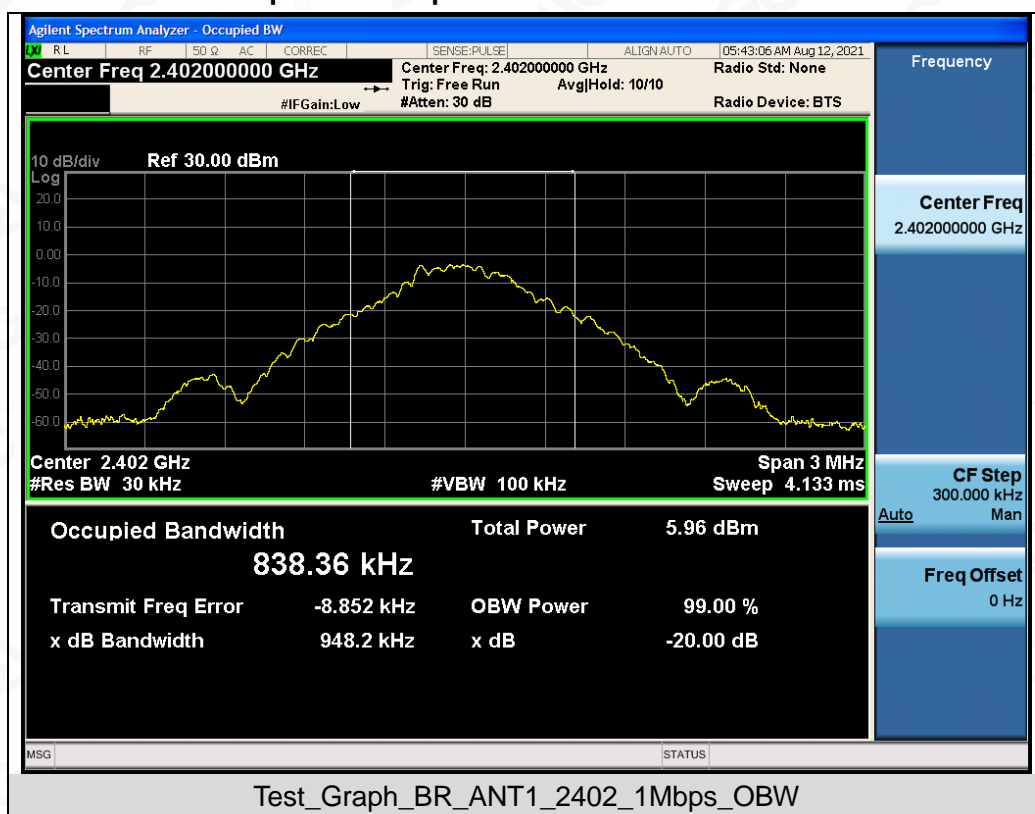 Agilent Spectrum Analyzer - Occupied BW
LXI RL RF 50 Ω AC CORREC SENSE:PULSE ALIGN AUTO 05:43:06 AM Aug 12, 2021
Center Freq 2.402000000 GHz Center Freq: 2.402000000 GHz Radio Std: None
Trig: Free Run Avg|Hold: 10/10
#IFGain:Low #Atten: 30 dB Radio Device: BTS
Frequency
10 dB/div Ref 30.00 dBm
Log
20.0
10.0
0.00
-10.0
-20.0
-30.0
-40.0
-50.0
-60.0
Center 2.402 GHz Span 3 MHz
#Res BW 30 kHz #VBW 100 kHz Sweep 4.133 ms
Center Freq
2.402000000 GHz
CF Step
300.000 kHz
Auto Man
Freq Offset
0 Hz
Occupied Bandwidth Total Power 5.96 dBm
838.36 kHz
Transmit Freq Error -8.852 kHz OBW Power 99.00 %
x dB Bandwidth 948.2 kHz x dB -20.00 dB
MSG STATUS
Test_Graph_BR_ANT1_2402_1Mbps_OBW